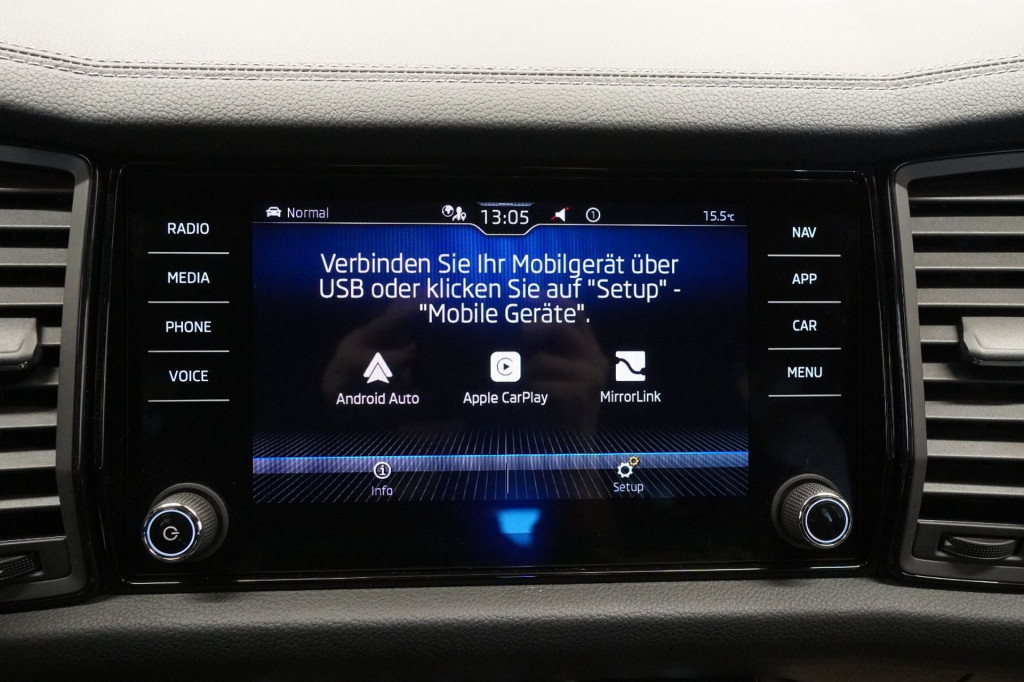 RADIO
MEDIA
PHONE
VOICE
Normal
13:05
1
15.5°C
Verbinden Sie Ihr Mobilgerät über
USB oder klicken Sie auf "Setup" -
"Mobile Geräte".
Android Auto
Apple CarPlay
MirrorLink
Info
Setup
NAV
APP
CAR
MENU